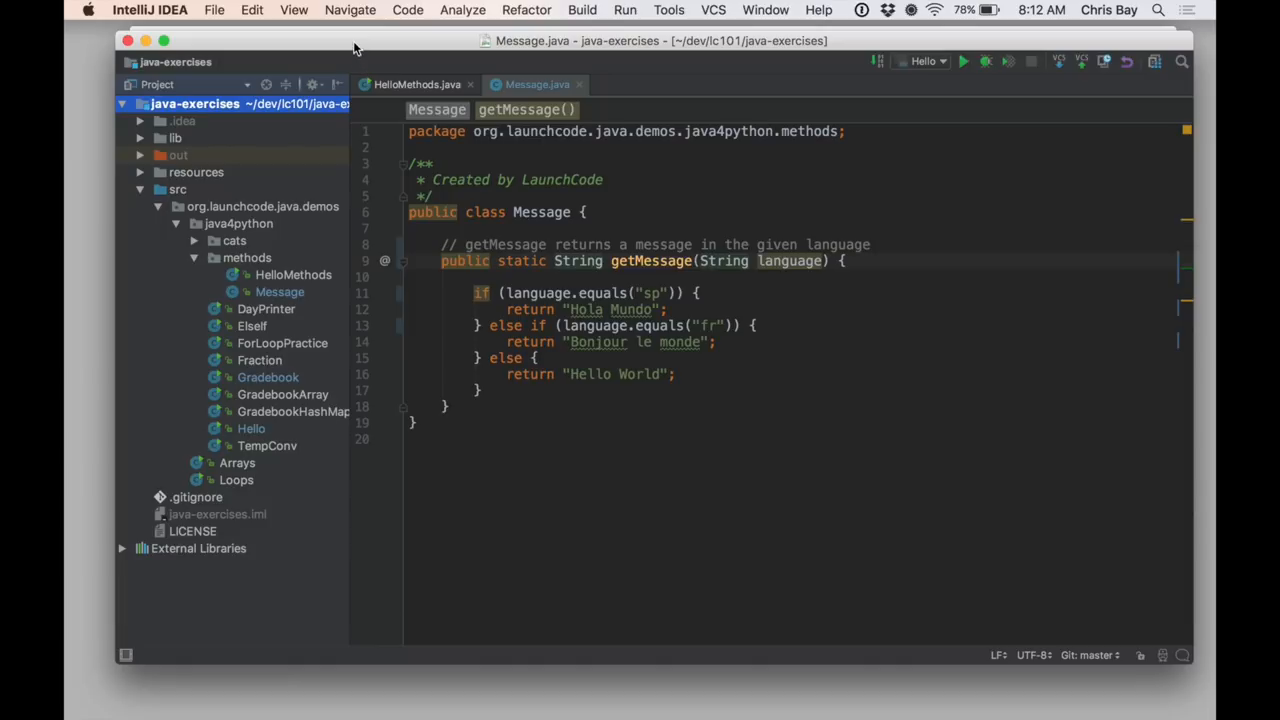 IntelliJ IDEA File Edit View Navigate Code Analyze Refactor Build Run Tools VCS Window Help 78% 8:12 AM Chris Bay
Message.java - java-exercises - [~/dev/lc101/java-exercises]
java-exercises Hello
Project HelloMethods.java Message.java
java-exercises ~/dev/lc101/java-e
.idea
lib
out
resources
src
org.launchcode.java.demos
java4python
cats
methods
HelloMethods
Message
DayPrinter
ElseIf
ForLoopPractice
Fraction
Gradebook
GradebookArray
GradebookHashMap
Hello
TempConv
Arrays
Loops
.gitignore
java-exercises.iml
LICENSE
External Libraries
Message getMessage()
1 package org.launchcode.java.demos.java4python.methods;
2
3 /**
4 * Created by LaunchCode
5 */
6 public class Message {
7
8 // getMessage returns a message in the given language
9 @ public static String getMessage(String language) {
10
11 if (language.equals("sp")) {
12 return "Hola Mundo";
13 } else if (language.equals("fr")) {
14 return "Bonjour le monde";
15 } else {
16 return "Hello World";
17 }
18 }
19 }
20
LF UTF-8 Git: master